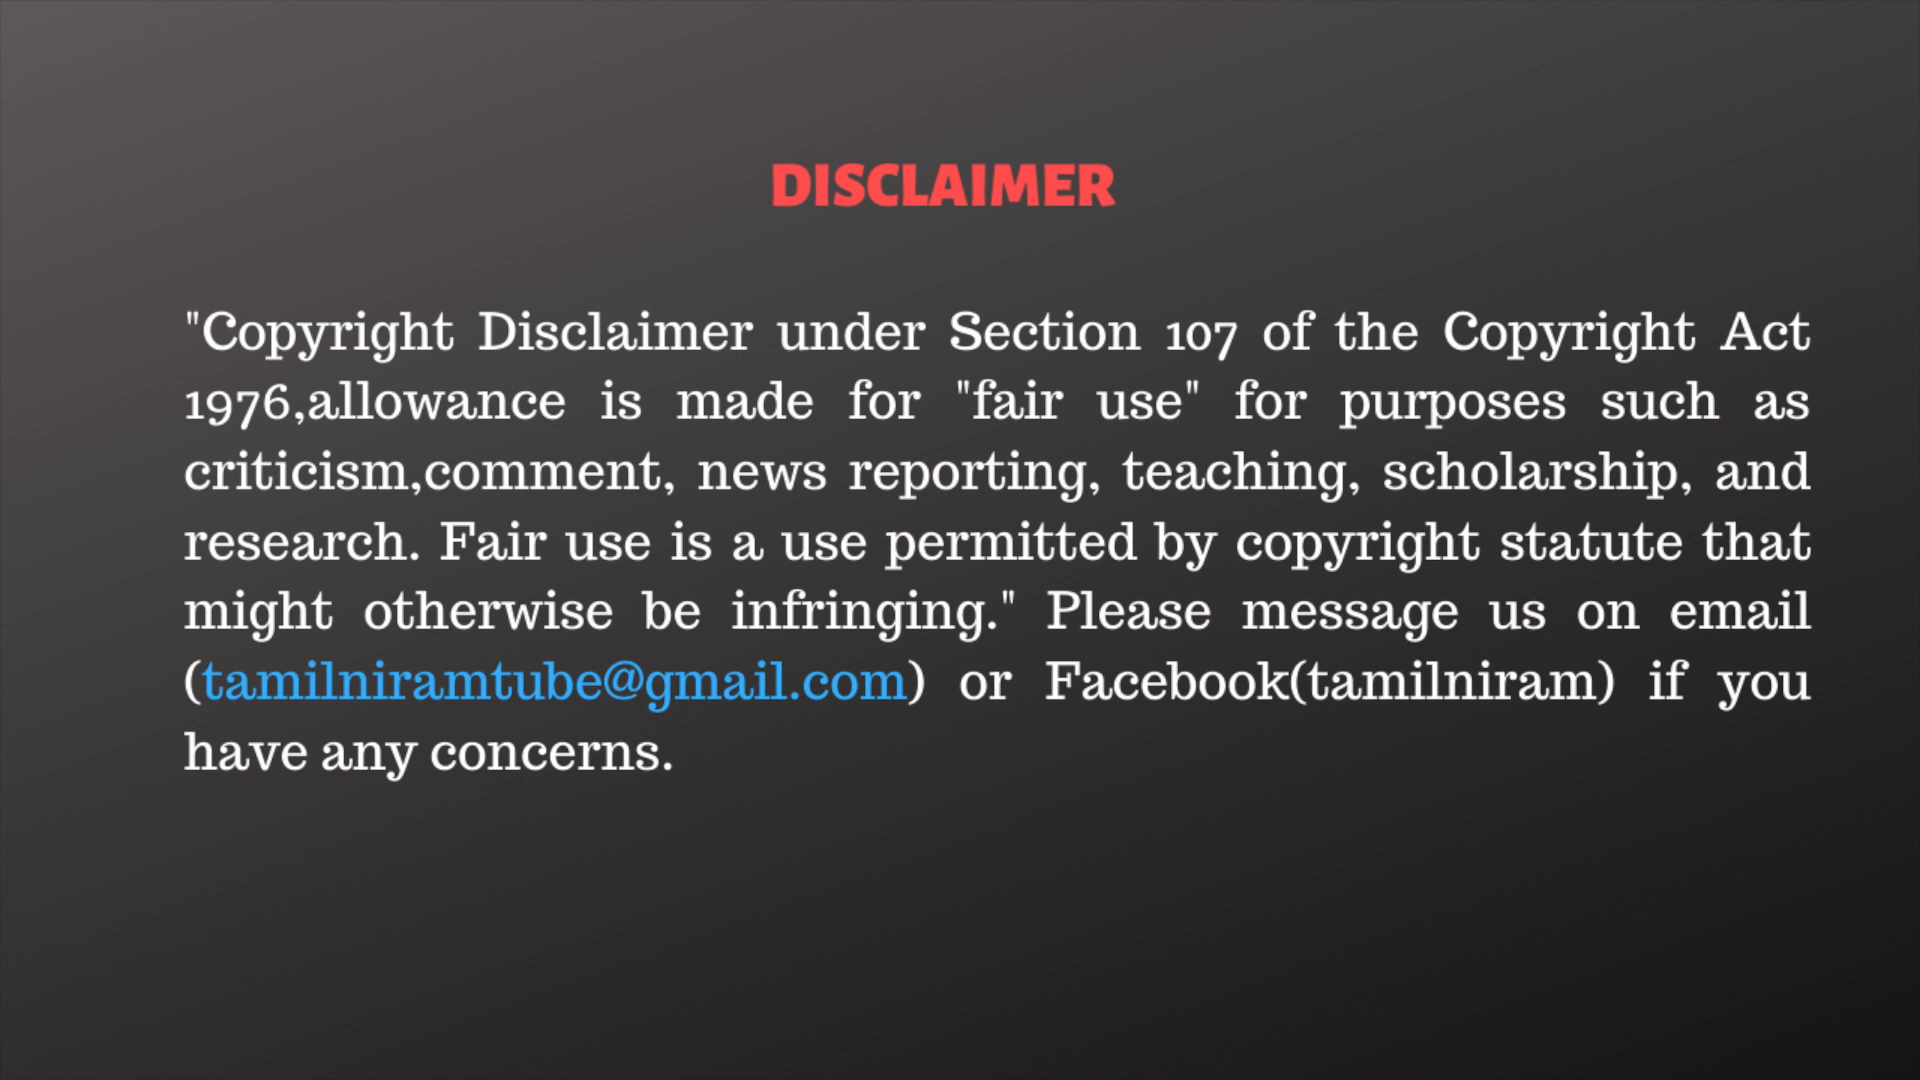 DISCLAIMER
"Copyright Disclaimer under Section 107 of the Copyright Act
1976,allowance is made for "fair use" for purposes such as
criticism,comment, news reporting, teaching, scholarship, and
research. Fair use is a use permitted by copyright statute that
might otherwise be infringing." Please message us on email
(tamilniramtube@gmail.com) or Facebook(tamilniram) if you
have any concerns.